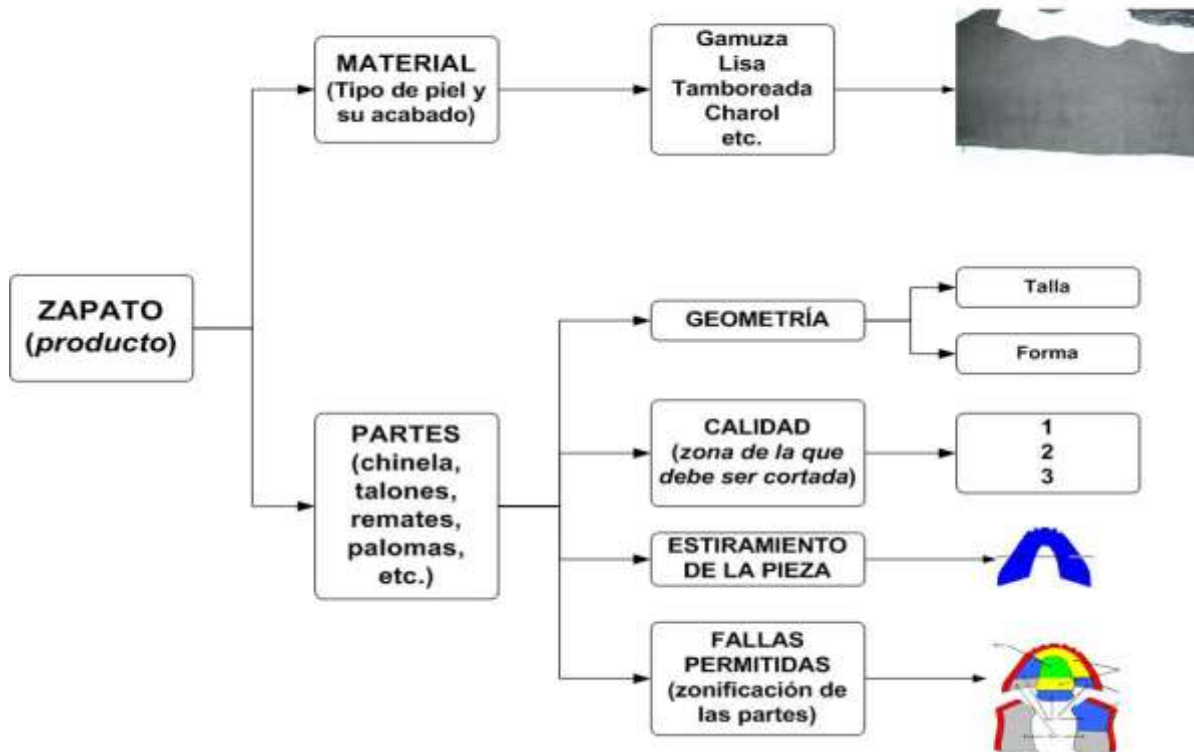 MATERIAL
(Tipo de piel y
su acabado)
Gamuza
Lisa
Tamboreada
Charol
etc.
ZAPATO
(producto)
PARTES
(chinela,
talones,
remates,
palomas,
etc.)
GEOMETRÍA
Talla
Forma
CALIDAD
(zona de la que
debe ser cortada)
1
2
3
ESTIRAMIENTO
DE LA PIEZA
FALLAS
PERMITIDAS
(zonificación de
las partes)